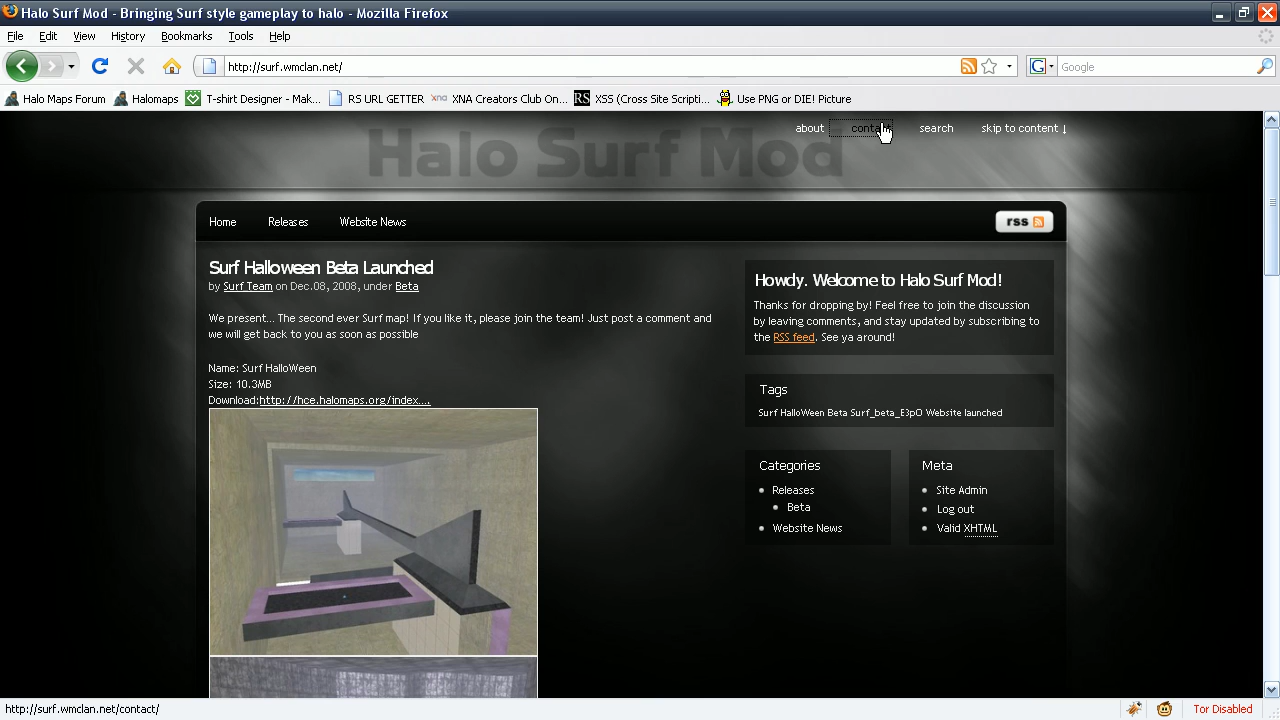 Halo Surf Mod - Bringing Surf style gameplay to halo - Mozilla Firefox
File Edit View History Bookmarks Tools Help
http://surf.wmclan.net/
G Google
Halo Maps Forum Halomaps T-shirt Designer - Mak... RS URL GETTER xna XNA Creators Club On... RS XSS (Cross Site Scripti... Use PNG or DIE! Picture
about search skip to content ↓
Halo Surf Mod
Home Releases Website News rss
Surf Halloween Beta Launched
by Surf Team on Dec.08, 2008, under Beta
We present... The second ever Surf map! If you like it, please join the team! Just post a comment and
we will get back to you as soon as possible
Name: Surf HalloWeen
Size: 10.3MB
Download:http://hce.halomaps.org/index....
Howdy. Welcome to Halo Surf Mod!
Thanks for dropping by! Feel free to join the discussion
by leaving comments, and stay updated by subscribing to
the RSS feed. See ya around!
Tags
Surf HalloWeen Beta Surf_beta_E3pO Website launched
Categories
Releases
Beta
Website News
Meta
Site Admin
Log out
Valid XHTML
http://surf.wmclan.net/contact/
Tor Disabled